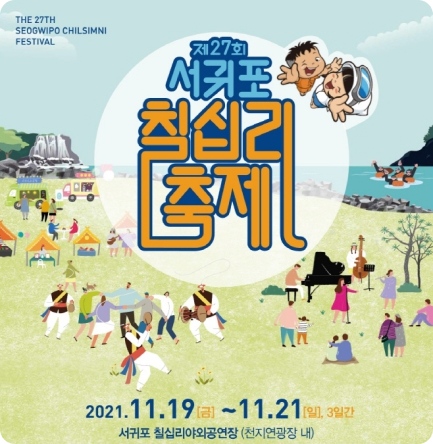 THE 27TH
SEOGWIPO CHILSIMNI
FESTIVAL
제27회
서귀포
칠십리
축제
2021.11.19[금] ~11.21[일], 3일간
서귀포 칠십리야외공연장 (천지연광장 내)